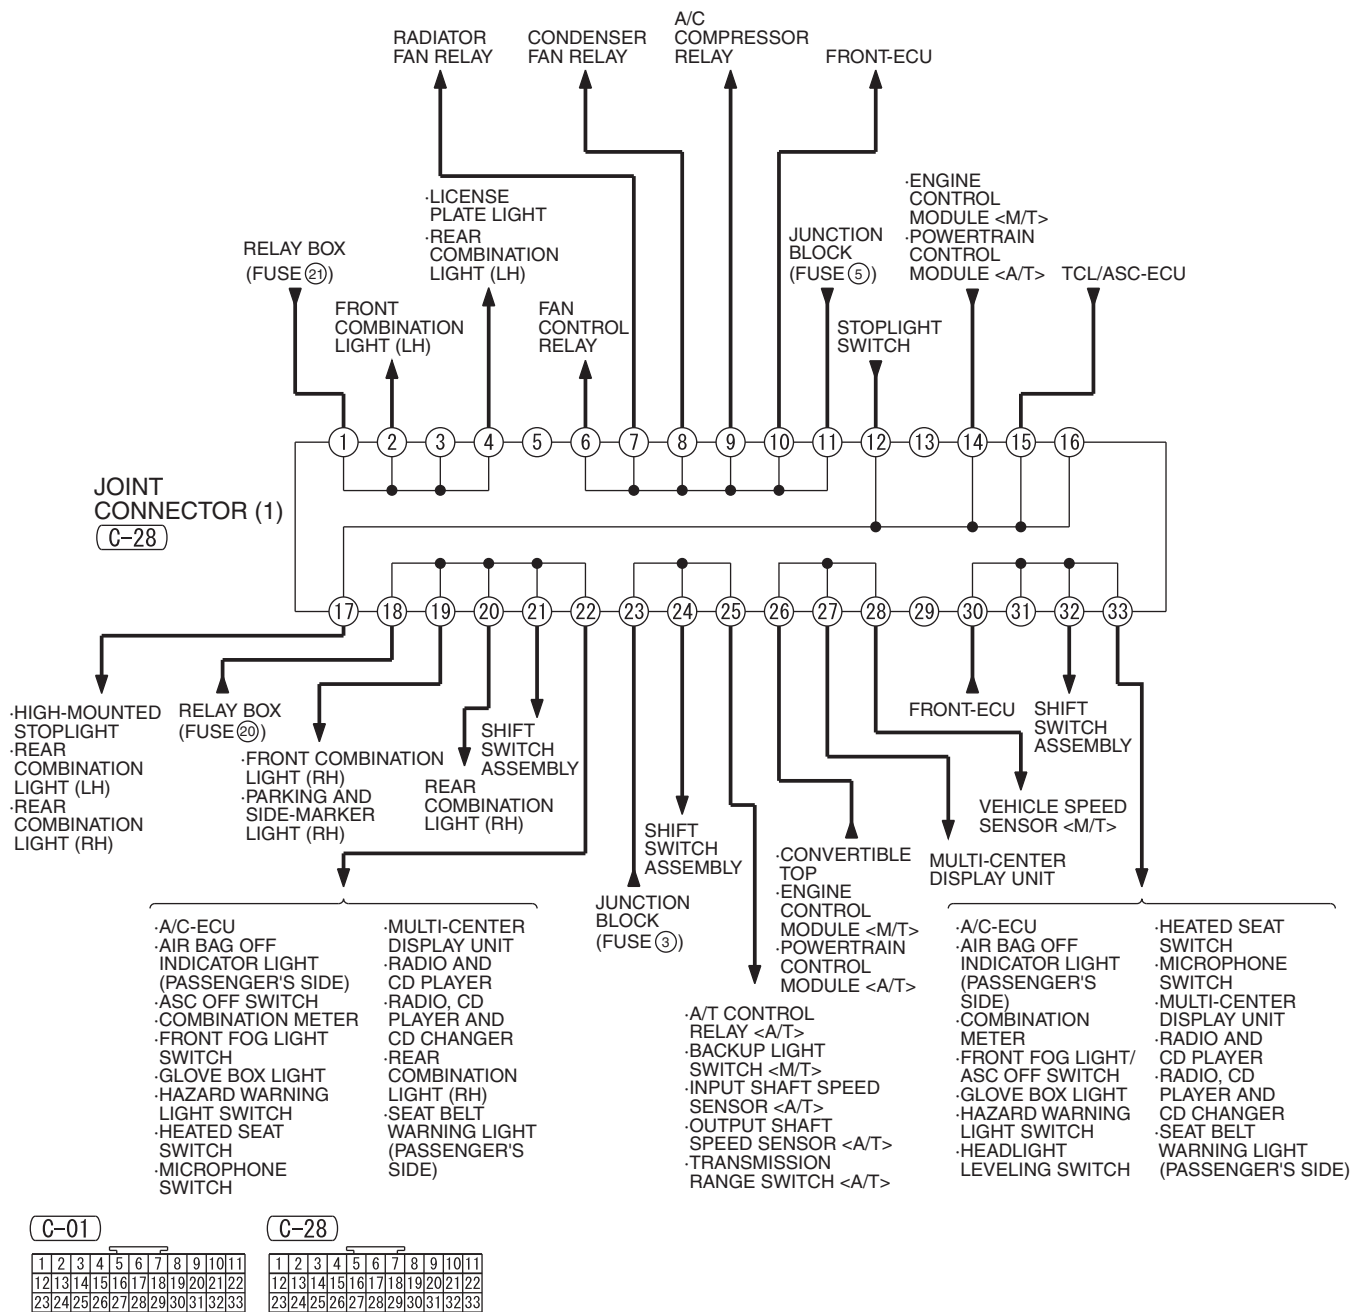 RADIATOR
FAN RELAY
CONDENSER
FAN RELAY
A/C
COMPRESSOR
RELAY
FRONT-ECU
·LICENSE
PLATE LIGHT
·REAR
COMBINATION
LIGHT (LH)
·ENGINE
CONTROL
MODULE <M/T>
·POWERTRAIN
CONTROL
MODULE <A/T>
RELAY BOX
(FUSE 21)
JUNCTION
BLOCK
(FUSE 5)
TCL/ASC-ECU
FRONT
COMBINATION
LIGHT (LH)
FAN
CONTROL
RELAY
STOPLIGHT
SWITCH
1 2 3 4 5 6 7 8 9 10 11 12 13 14 15 16
JOINT
CONNECTOR (1)
C-28
17 18 19 20 21 22 23 24 25 26 27 28 29 30 31 32 33
·HIGH-MOUNTED
STOPLIGHT
·REAR
COMBINATION
LIGHT (LH)
·REAR
COMBINATION
LIGHT (RH)
RELAY BOX
(FUSE 20)
·FRONT COMBINATION
LIGHT (RH)
·PARKING AND
SIDE-MARKER
LIGHT (RH)
REAR
COMBINATION
LIGHT (RH)
SHIFT
SWITCH
ASSEMBLY
JUNCTION
BLOCK
(FUSE 3)
SHIFT
SWITCH
ASSEMBLY
·CONVERTIBLE
TOP
·ENGINE
CONTROL
MODULE <M/T>
·POWERTRAIN
CONTROL
MODULE <A/T>
MULTI-CENTER
DISPLAY UNIT
VEHICLE SPEED
SENSOR <M/T>
FRONT-ECU
SHIFT
SWITCH
ASSEMBLY
·A/C-ECU
·AIR BAG OFF
INDICATOR LIGHT
(PASSENGER'S SIDE)
·ASC OFF SWITCH
·COMBINATION METER
·FRONT FOG LIGHT
SWITCH
·GLOVE BOX LIGHT
·HAZARD WARNING
LIGHT SWITCH
·HEATED SEAT
SWITCH
·MICROPHONE
SWITCH
·MULTI-CENTER
DISPLAY UNIT
·RADIO AND
CD PLAYER
·RADIO, CD
PLAYER AND
CD CHANGER
·REAR
COMBINATION
LIGHT (RH)
·SEAT BELT
WARNING LIGHT
(PASSENGER'S
SIDE)
·A/T CONTROL
RELAY <A/T>
·BACKUP LIGHT
SWITCH <M/T>
·INPUT SHAFT SPEED
SENSOR <A/T>
·OUTPUT SHAFT
SPEED SENSOR <A/T>
·TRANSMISSION
RANGE SWITCH <A/T>
·A/C-ECU
·AIR BAG OFF
INDICATOR LIGHT
(PASSENGER'S
SIDE)
·COMBINATION
METER
·FRONT FOG LIGHT/
ASC OFF SWITCH
·GLOVE BOX LIGHT
·HAZARD WARNING
LIGHT SWITCH
·HEADLIGHT
LEVELING SWITCH
·HEATED SEAT
SWITCH
·MICROPHONE
SWITCH
·MULTI-CENTER
DISPLAY UNIT
·RADIO AND
CD PLAYER
·RADIO, CD
PLAYER AND
CD CHANGER
·SEAT BELT
WARNING LIGHT
(PASSENGER'S SIDE)
C-01
1 2 3 4 5 6 7 8 9 10 11
12 13 14 15 16 17 18 19 20 21 22
23 24 25 26 27 28 29 30 31 32 33
C-28
1 2 3 4 5 6 7 8 9 10 11
12 13 14 15 16 17 18 19 20 21 22
23 24 25 26 27 28 29 30 31 32 33